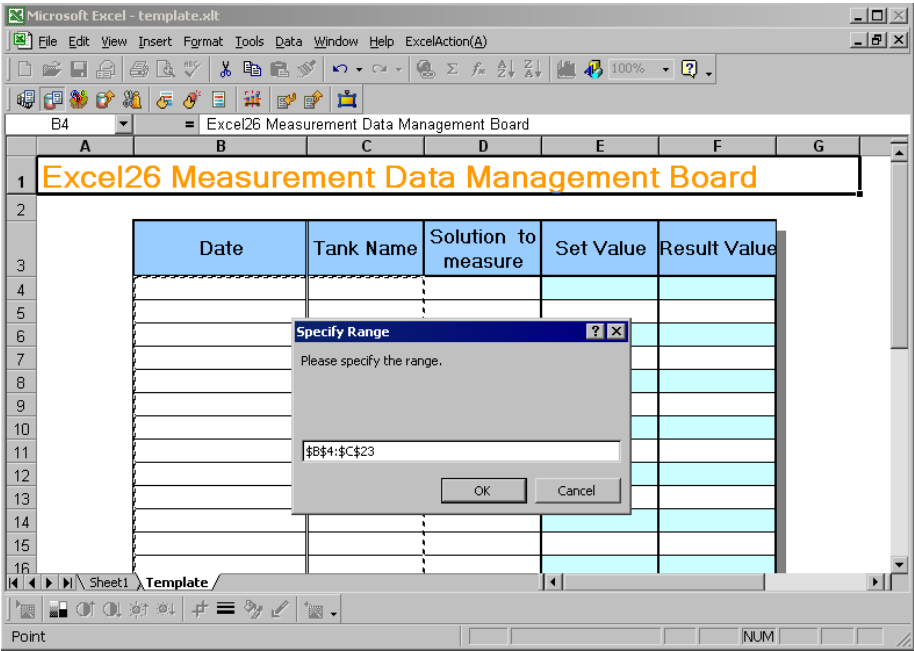 Microsoft Excel - template.xlt
File Edit View Insert Format Tools Data Window Help ExcelAction(A)
100%
B4 = Excel26 Measurement Data Management Board
A B C D E F G
1 Excel26 Measurement Data Management Board
2
3 Date Tank Name Solution to measure Set Value Result Value
4
5
6
Specify Range
7
Please specify the range.
8
9
10
11
$B$4:$C$23
12
13
OK Cancel
14
15
16
Sheet1 Template
Point NUM